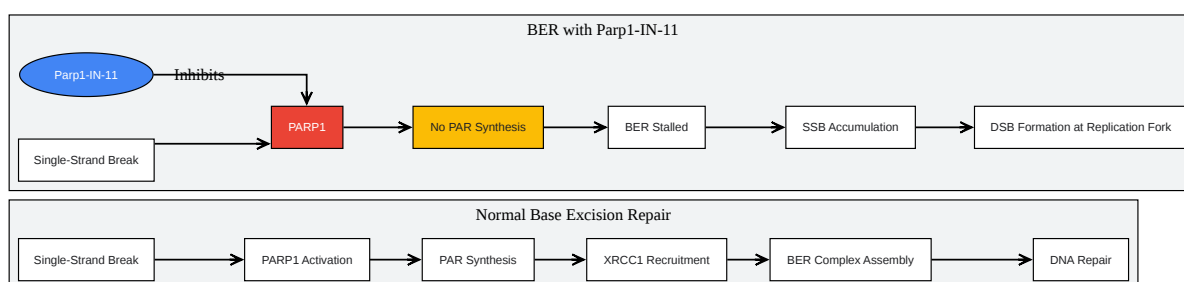 BER with Parp1-IN-11
Parp1-IN-11
Inhibits
PARP1
No PAR Synthesis
BER Stalled
SSB Accumulation
DSB Formation at Replication Fork
Single-Strand Break
Normal Base Excision Repair
Single-Strand Break
PARP1 Activation
PAR Synthesis
XRCC1 Recruitment
BER Complex Assembly
DNA Repair